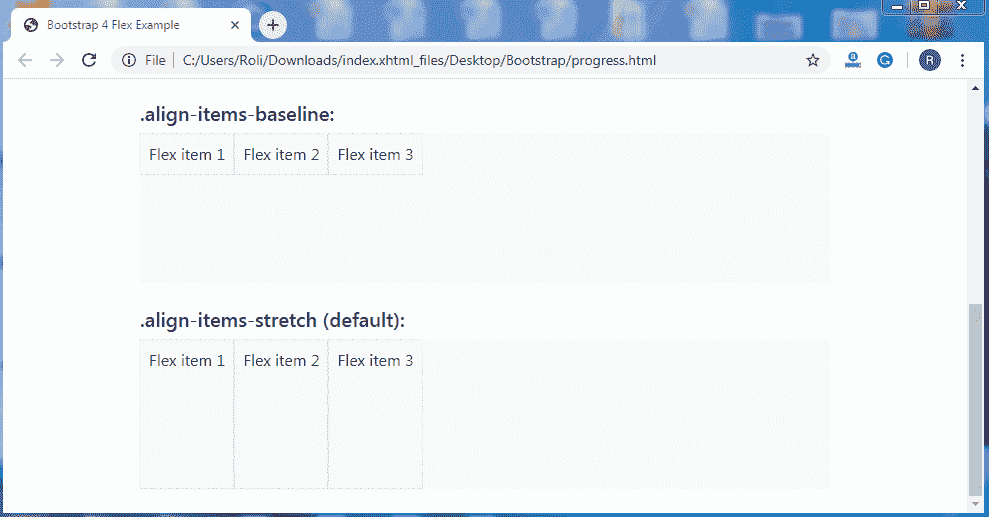 Bootstrap 4 Flex Example
File
C:/Users/Roli/Downloads/index.xhtml_files/Desktop/Bootstrap/progress.html
a
G
R
.align-items-baseline:
Flex item 1 Flex item 2 Flex item 3
.align-items-stretch (default):
Flex item 1 Flex item 2 Flex item 3